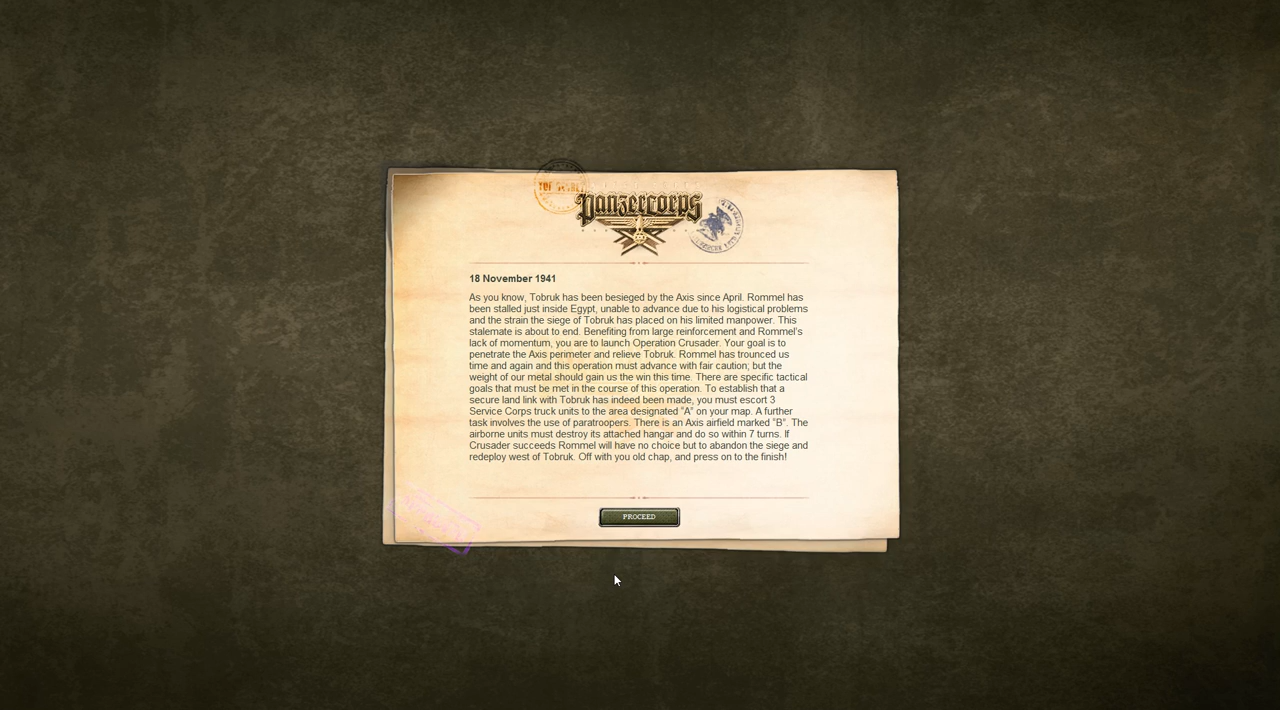 TOP SECRET
Panzercorps
18 November 1941
As you know, Tobruk has been besieged by the Axis since April. Rommel has
been stalled just inside Egypt, unable to advance due to his logistical problems
and the strain the siege of Tobruk has placed on his limited manpower. This
stalemate is about to end. Benefiting from large reinforcement and Rommel's
lack of momentum, you are to launch Operation Crusader. Your goal is to
penetrate the Axis perimeter and relieve Tobruk. Rommel has trounced us
time and again and this operation must advance with fair caution; but the
weight of our metal should gain us the win this time. There are specific tactical
goals that must be met in the course of this operation. To establish that a
secure land link with Tobruk has indeed been made, you must escort 3
Service Corps truck units to the area designated "A" on your map. A further
task involves the use of paratroopers. There is an Axis airfield marked "B". The
airborne units must destroy its attached hangar and do so within 7 turns. If
Crusader succeeds Rommel will have no choice but to abandon the siege and
redeploy west of Tobruk. Off with you old chap, and press on to the finish!
PROCEED